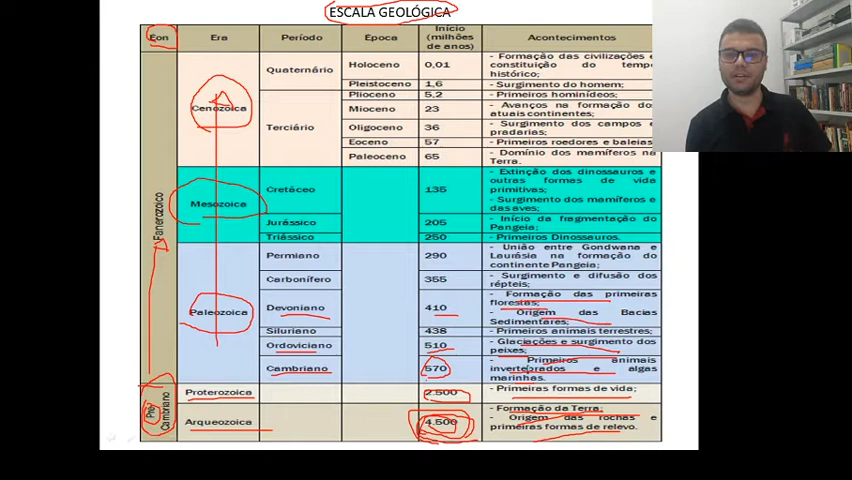 ESCALA GEOLÓGICA
Eon Era Período Época Início (milhões de anos) Acontecimentos
Fanerozoico
Cenozoica
Quaternário
Holoceno 0,01 - Formação das civilizações e
constituição do tempo
histórico;
Pleistoceno 1,6 - Surgimento do homem;
Terciário
Plioceno 5,2 - Primeiros hominídeos;
Mioceno 23 - Avanços na formação do
atuais continentes;
Oligoceno 36 - Surgimento dos campos e
pradarias;
Eoceno 57 - Primeiros roedores e baleias
Paleoceno 65 - Domínio dos mamíferos na
Terra.
Mesozoica
Cretáceo 135 - Extinção dos dinossauros e
outras formas de vida
primitivas;
- Surgimento dos mamíferos e
das aves;
Jurássico 205 - Início da fragmentação do
Pangeia;
Triássico 250 - Primeiros Dinossauros.
Paleozoica
Permiano 290 - União entre Gondwana e
Laurásia na formação do
continente Pangeia;
Carbonífero 355 - Surgimento e difusão dos
répteis;
Devoniano 410 - Formação das primeiras
florestas;
- Origem das Bacias
Sedimentares;
Siluriano 438 - Primeiros animais terrestres;
Ordoviciano 510 - Glaciações e surgimento dos
peixes;
Cambriano 570 - Primeiros animais
invertebrados e algas
marinhas.
Pré-
Cambriano
Proterozoica 2.500 - Primeiras formas de vida;
Arqueozoica 4.500 - Formação da Terra;
- Origem das rochas e
primeiras formas de relevo.